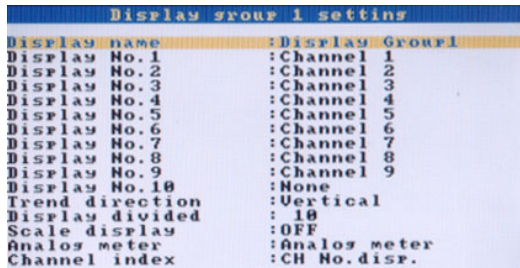 Display group 1 setting
Display name :Display Group1
Display No.1 :Channel 1
Display No.2 :Channel 2
Display No.3 :Channel 3
Display No.4 :Channel 4
Display No.5 :Channel 5
Display No.6 :Channel 6
Display No.7 :Channel 7
Display No.8 :Channel 8
Display No.9 :Channel 9
Display No.10 :None
Trend direction :Vertical
Display divided : 10
Scale display :OFF
Analog meter :Analog meter
Channel index :CH No.disp.